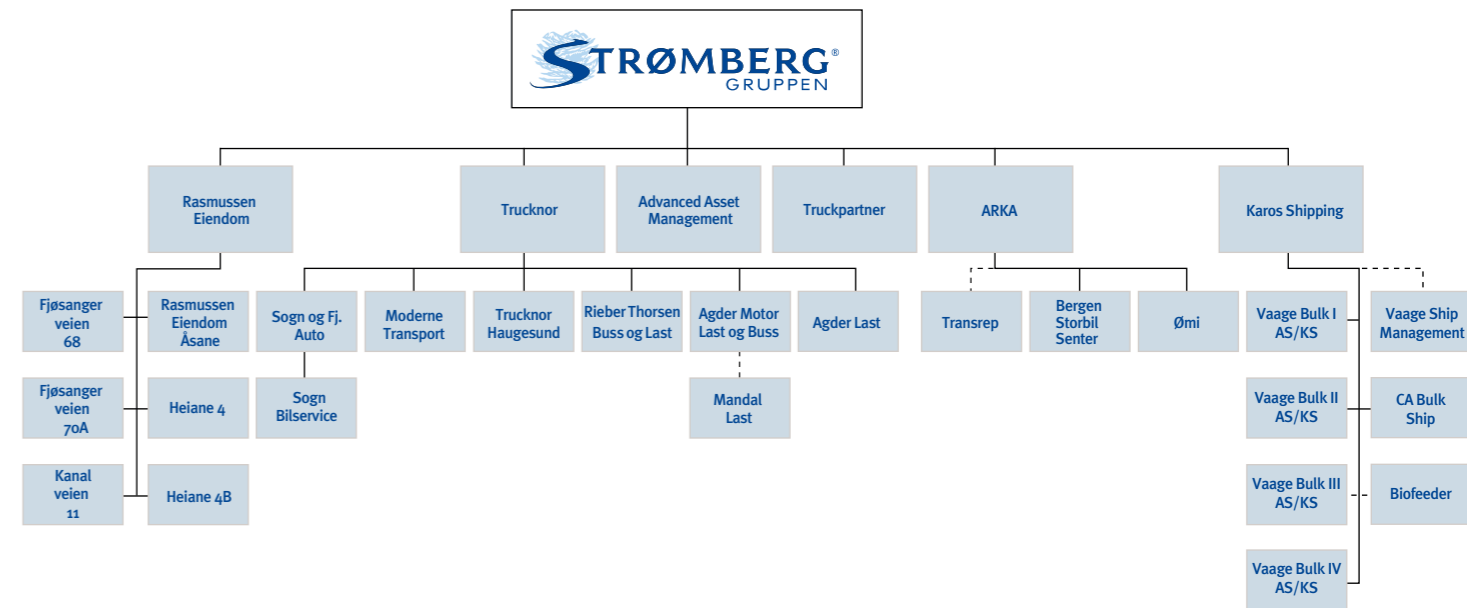 STRØMBERG®
GRUPPEN
Rasmussen
Eiendom
Trucknor
Advanced Asset
Management
Truckpartner
ARKA
Karos Shipping
Fjøsanger
veien
68
Rasmussen
Eiendom
Åsane
Sogn og Fj.
Auto
Moderne
Transport
Trucknor
Haugesund
Rieber Thorsen
Buss og Last
Agder Motor
Last og Buss
Agder Last
Transrep
Bergen
Storbil
Senter
Ømi
Vaage Bulk I
AS/KS
Vaage Ship
Management
Fjøsanger
veien
70A
Heiane 4
Sogn
Bilservice
Mandal
Last
Vaage Bulk II
AS/KS
CA Bulk
Ship
Kanal
veien
11
Heiane 4B
Vaage Bulk III
AS/KS
Biofeeder
Vaage Bulk IV
AS/KS